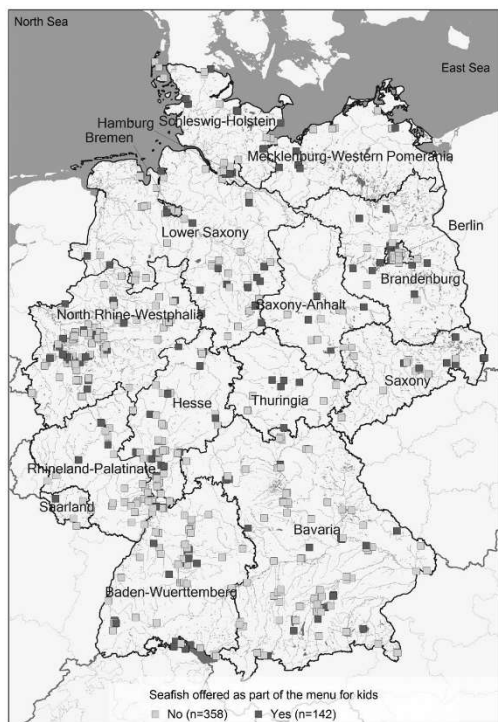 North Sea
East Sea
Schleswig-Holstein
Hamburg
Bremen
Mecklenburg-Western Pomerania
Lower Saxony
Berlin
Brandenburg
Saxony-Anhalt
North Rhine-Westphalia
Saxony
Hesse
Thuringia
Rhineland-Palatinate
Saarland
Bavaria
Baden-Wuerttemberg
Seafish offered as part of the menu for kids
No (n=358) Yes (n=142)